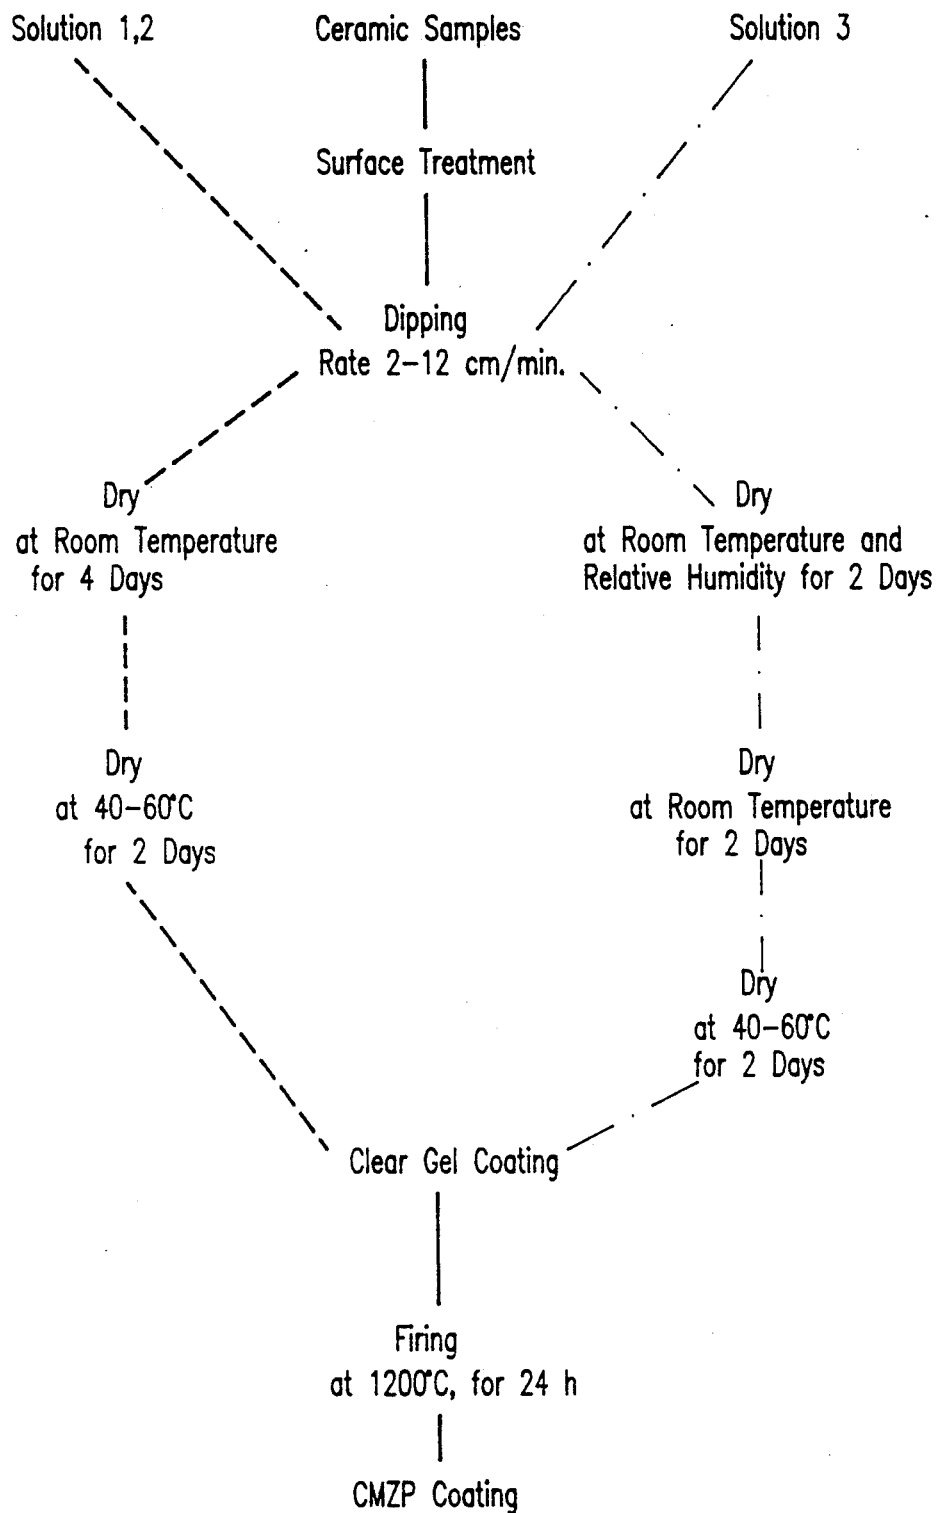 Solution 1,2
Ceramic Samples
Solution 3
Surface Treatment
Dipping
Rate 2-12 cm/min.
Dry
at Room Temperature
for 4 Days
Dry
at Room Temperature and
Relative Humidity for 2 Days
Dry
at 40-60°C
for 2 Days
Dry
at Room Temperature
for 2 Days
Dry
at 40-60°C
for 2 Days
Clear Gel Coating
Firing
at 1200°C, for 24 h
CMZP Coating